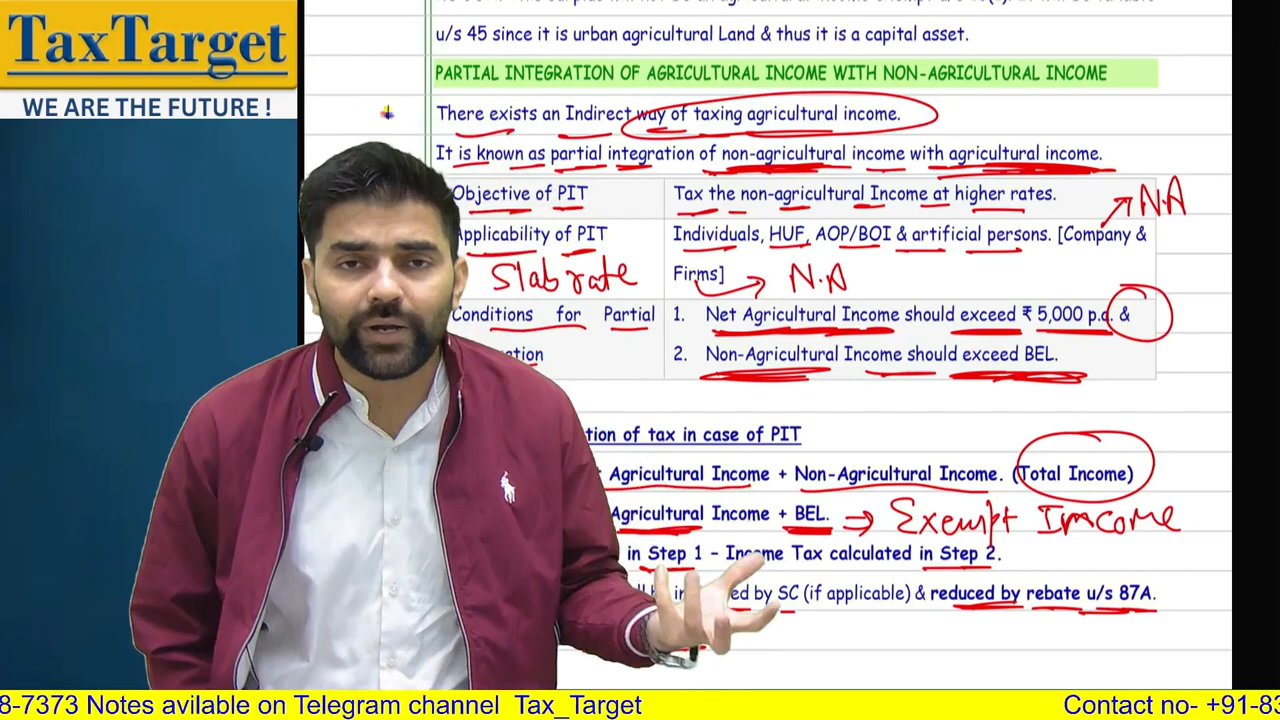 TaxTarget
WE ARE THE FUTURE !
u/s 45 since it is urban agricultural Land & thus it is a capital asset.
PARTIAL INTEGRATION OF AGRICULTURAL INCOME WITH NON-AGRICULTURAL INCOME
There exists an Indirect way of taxing agricultural income.
It is known as partial integration of non-agricultural income with agricultural income.
Objective of PIT Tax the non-agricultural Income at higher rates.
N.A
Applicability of PIT Individuals, HUF, AOP/BOI & artificial persons. [Company &
Slab rate Firms] N.A
Conditions for Partial 1. Net Agricultural Income should exceed ₹ 5,000 p.a. &
2. Non-Agricultural Income should exceed BEL.
of tax in case of PIT
Agricultural Income + Non-Agricultural Income. (Total Income)
Agricultural Income + BEL. → Exempt Income
in Step 1 – Income Tax calculated in Step 2.
by SC (if applicable) & reduced by rebate u/s 87A.
8-7373 Notes avilable on Telegram channel Tax_Target Contact no- +91-83